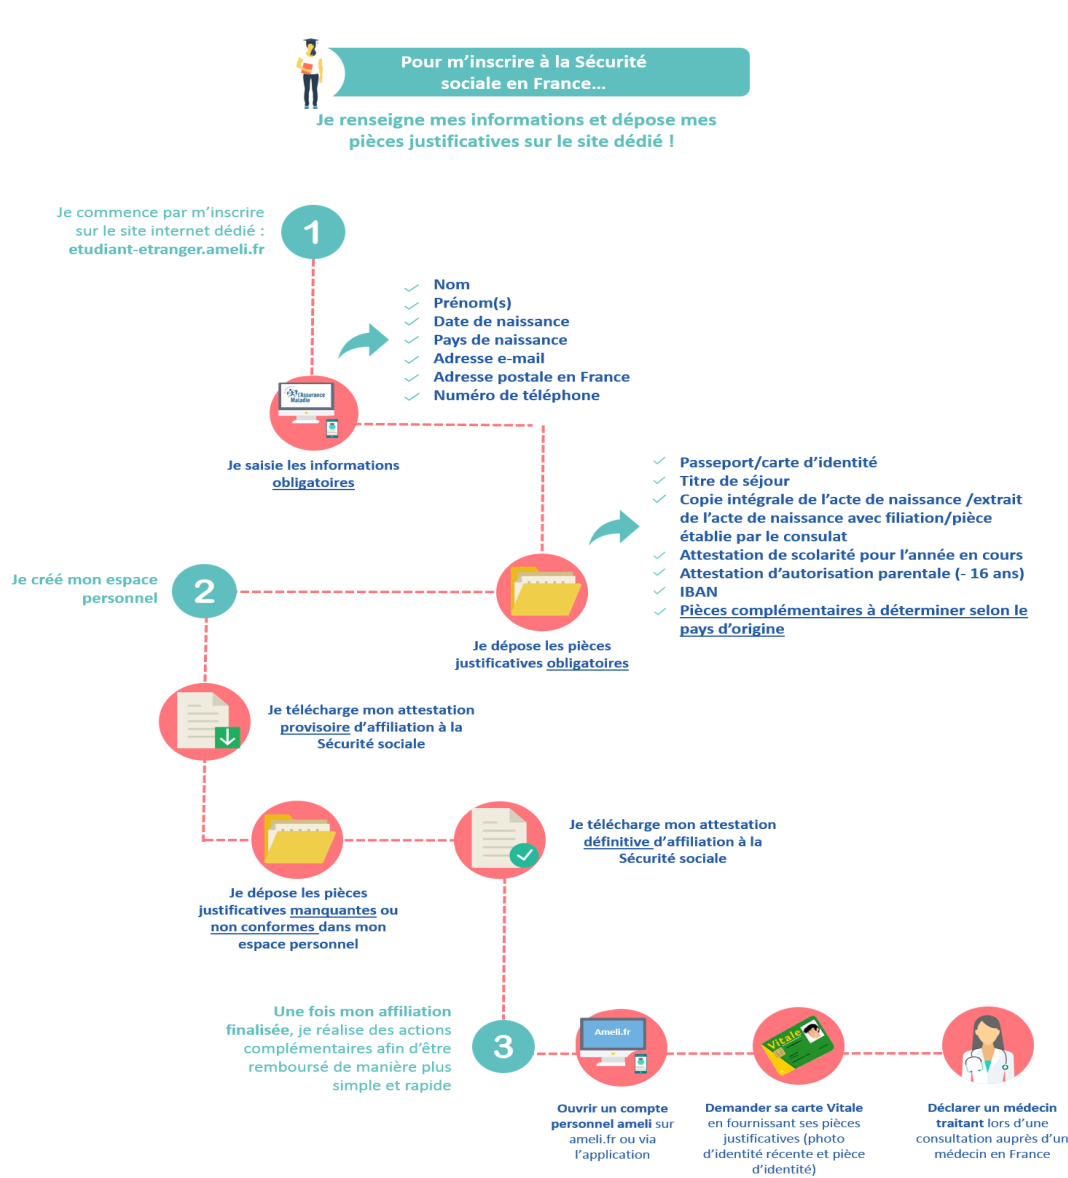 Pour m’inscrire à la Sécurité
sociale en France…
Je renseigne mes informations et dépose mes
pièces justificatives sur le site dédié !
Je commence par m’inscrire
sur le site internet dédié :
etudiant-etranger.ameli.fr
1
Nom
Prénom(s)
Date de naissance
Pays de naissance
Adresse e-mail
Adresse postale en France
Numéro de téléphone
l’Assurance
Maladie
Je saisie les informations
obligatoires
Passeport/carte d’identité
Titre de séjour
Copie intégrale de l’acte de naissance /extrait
de l’acte de naissance avec filiation/pièce
établie par le consulat
Attestation de scolarité pour l’année en cours
Attestation d’autorisation parentale (- 16 ans)
IBAN
Pièces complémentaires à déterminer selon le
pays d’origine
Je dépose les pièces
justificatives obligatoires
Je créé mon espace
personnel
2
Je télécharge mon attestation
provisoire d’affiliation à la
Sécurité sociale
Je dépose les pièces
justificatives manquantes ou
non conformes dans mon
espace personnel
Je télécharge mon attestation
définitive d’affiliation à la
Sécurité sociale
Une fois mon affiliation
finalisée, je réalise des actions
complémentaires afin d’être
remboursé de manière plus
simple et rapide
3
Ameli.fr
Ouvrir un compte
personnel ameli sur
ameli.fr ou via
l’application
Vitale
Demander sa carte Vitale
en fournissant ses pièces
justificatives (photo
d’identité récente et pièce
d’identité)
Déclarer un médecin
traitant lors d’une
consultation auprès d’un
médecin en France